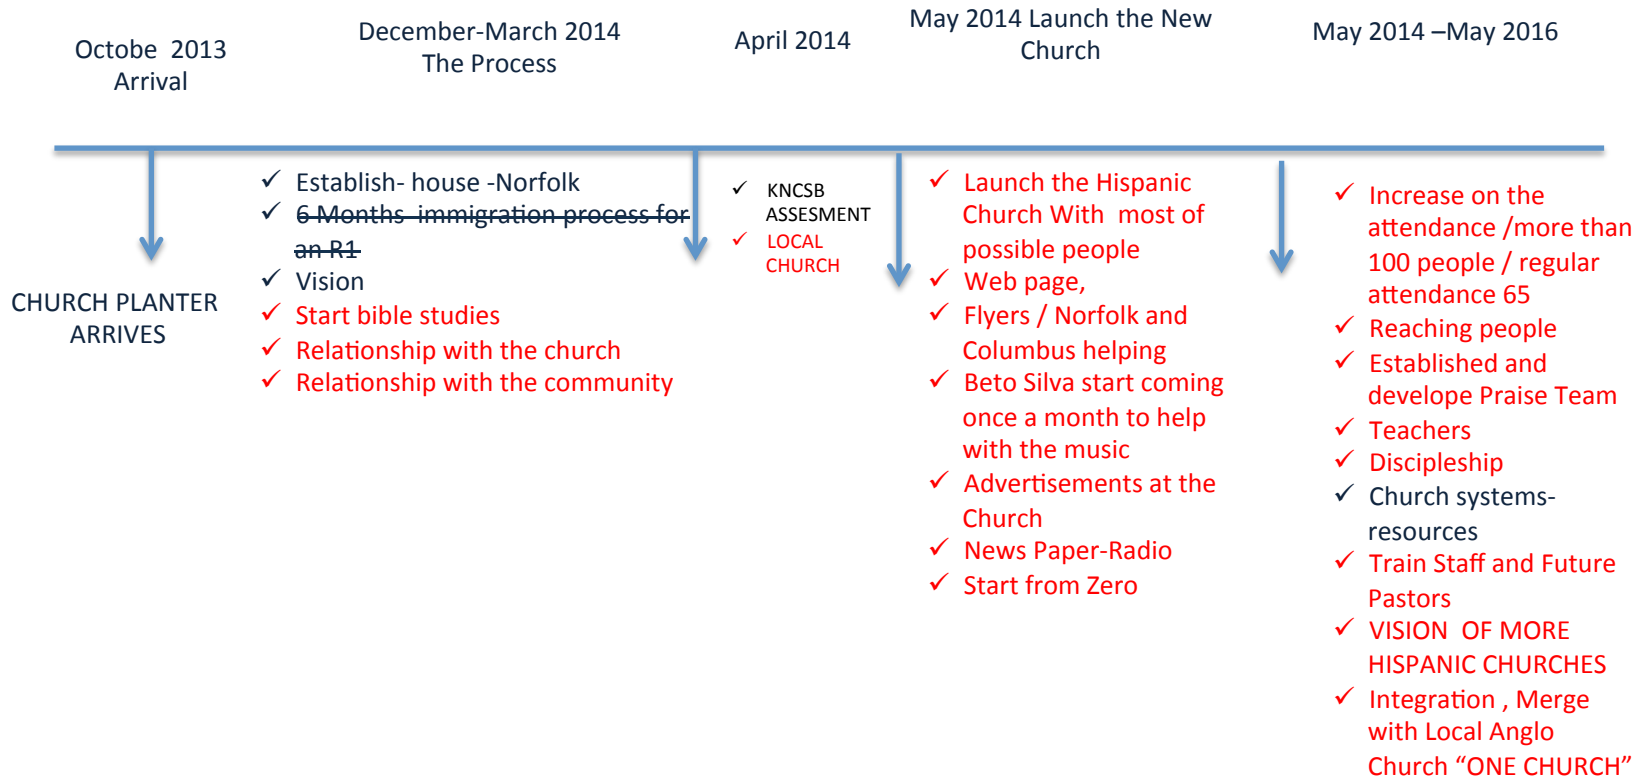 Octobe  2013
Arrival
December-March 2014
The Process
April 2014
May 2014 Launch the New
Church
May 2014 –May 2016
CHURCH PLANTER
ARRIVES
✓ Establish- house -Norfolk
✓ 6 Months  immigration process for
an R1
✓ Vision
✓ Start bible studies
✓ Relationship with the church
✓ Relationship with the community
✓ KNCSB
ASSESMENT
✓ LOCAL
CHURCH
✓ Launch the Hispanic
Church With  most of
possible people
✓ Web page,
✓ Flyers / Norfolk and
Columbus helping
✓ Beto Silva start coming
once a month to help
with the music
✓ Advertisements at the
Church
✓ News Paper-Radio
✓ Start from Zero
✓ Increase on the
attendance /more than
100 people / regular
attendance 65
✓ Reaching people
✓ Established and
develope Praise Team
✓ Teachers
✓ Discipleship
✓ Church systems-
resources
✓ Train Staff and Future
Pastors
✓ VISION  OF MORE
HISPANIC CHURCHES
✓ Integration , Merge
with Local Anglo
Church “ONE CHURCH”